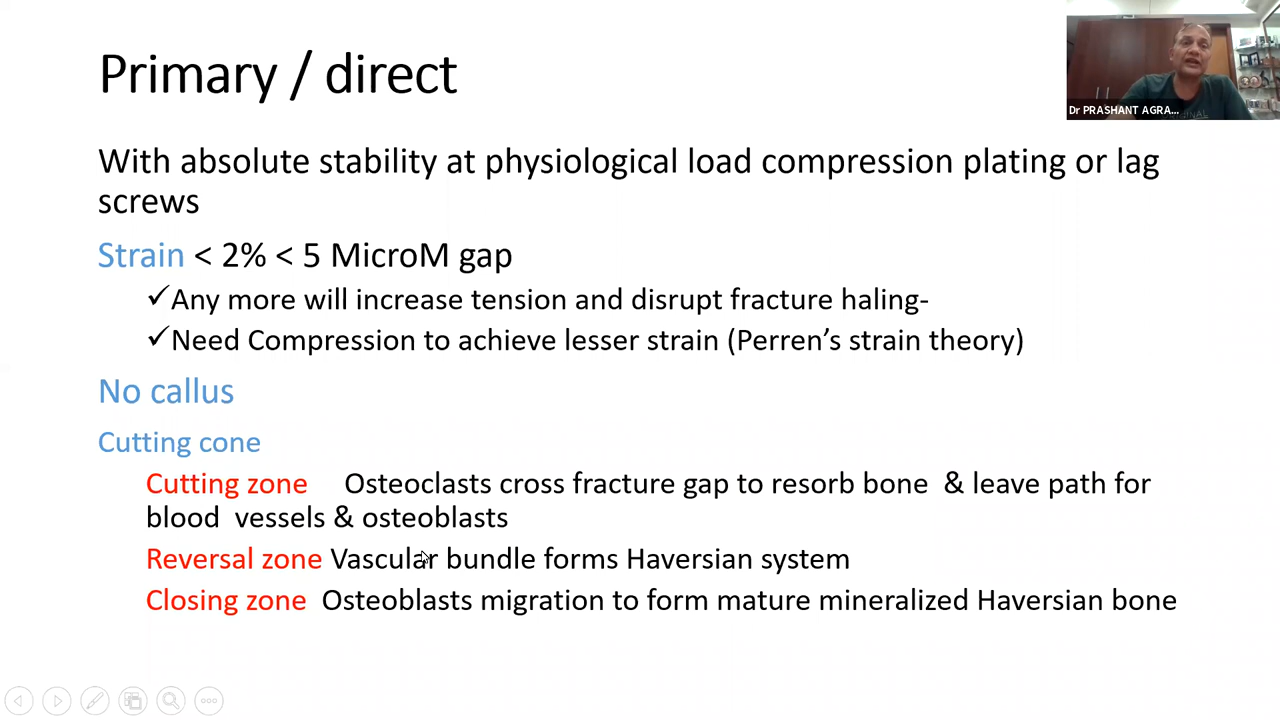 Primary / direct
Dr PRASHANT AGRA...
With absolute stability at physiological load compression plating or lag
screws
Strain < 2% < 5 MicroM gap
✓Any more will increase tension and disrupt fracture haling-
✓Need Compression to achieve lesser strain (Perren’s strain theory)
No callus
Cutting cone
Cutting zone Osteoclasts cross fracture gap to resorb bone & leave path for
blood vessels & osteoblasts
Reversal zone Vascular bundle forms Haversian system
Closing zone Osteoblasts migration to form mature mineralized Haversian bone